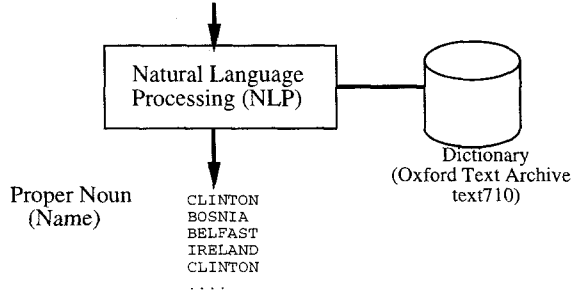 Natural Language
Processing (NLP)
Dictionary
(Oxford Text Archive
text710)
Proper Noun
(Name)
CLINTON
BOSNIA
BELFAST
IRELAND
CLINTON
....